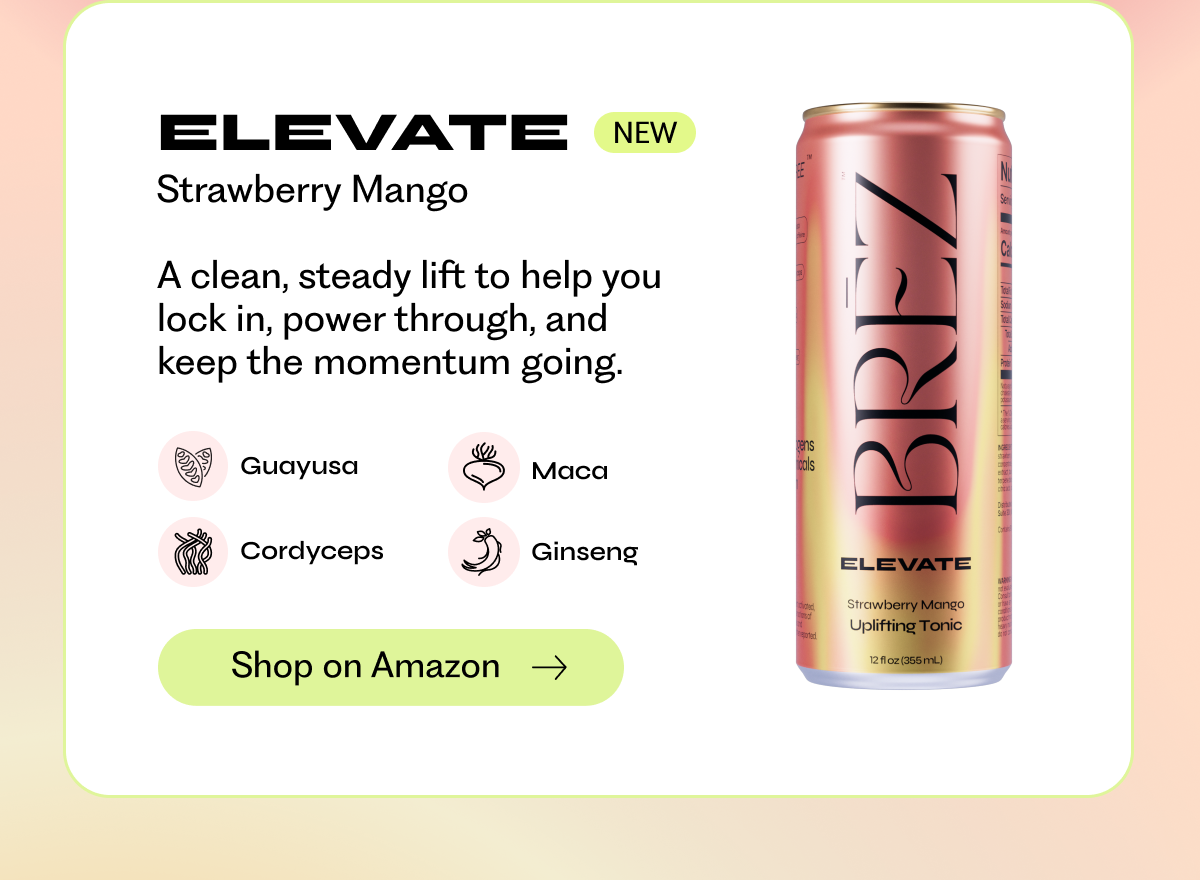 ELEVATE NEW
Strawberry Mango
A clean, steady lift to help you
lock in, power through, and
keep the momentum going.
Guayusa
Maca
Cordyceps
Ginseng
Shop on Amazon
BRĒZ
ELEVATE
Strawberry Mango
Uplifting Tonic
12 fl oz (355 mL)